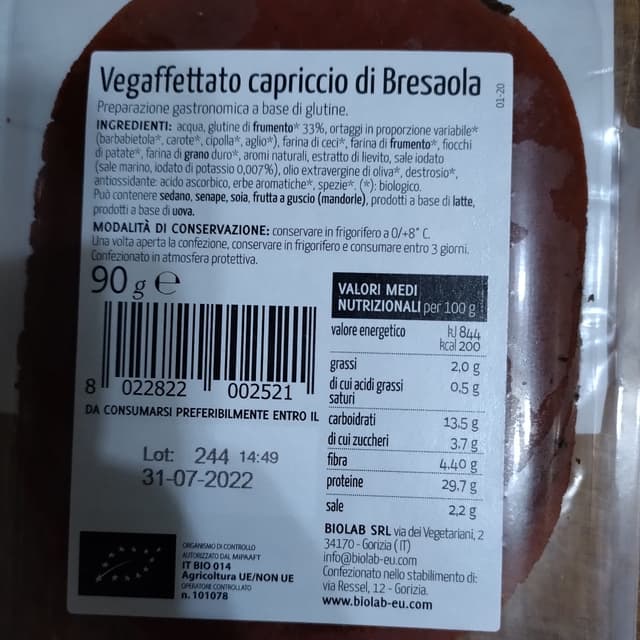 Vegaffettato capriccio di Bresaola
01-20
Preparazione gastronomica a base di glutine.
INGREDIENTI: acqua, glutine di frumento* 33%, ortaggi in proporzione variabile*
(barbabietola*, carote*, cipolla*, aglio*), farina di ceci*, farina di frumento*, fiocchi
di patate*, farina di grano duro*, aromi naturali, estratto di lievito, sale iodato
(sale marino, iodato di potassio 0,007%), olio extravergine di oliva*, destrosio*,
antiossidante: acido ascorbico, erbe aromatiche*, spezie*. (*): biologico.
Può contenere sedano, senape, soia, frutta a guscio (mandorle), prodotti a base di latte,
prodotti a base di uova.
MODALITÀ DI CONSERVAZIONE: conservare in frigorifero a 0/+8° C.
Una volta aperta la confezione, conservare in frigorifero e consumare entro 3 giorni.
Confezionato in atmosfera protettiva.
90 g e
8 022822 002521
DA CONSUMARSI PREFERIBILMENTE ENTRO IL
Lot: 244 14:49
31-07-2022
VALORI MEDI
NUTRIZIONALI per 100 g
valore energetico kJ 844
kcal 200
grassi 2,0 g
di cui acidi grassi 0,5 g
saturi
carboidrati 13,5 g
di cui zuccheri 3,7 g
fibra 4,40 g
proteine 29,7 g
sale 2,2 g
ORGANISMO DI CONTROLLO
AUTORIZZATO DAL MIPAAFT
IT BIO 014
Agricoltura UE/NON UE
OPERATORE CONTROLLATO
n. 101078
BIOLAB SRL via dei Vegetariani, 2
34170 - Gorizia (IT)
info@biolab-eu.com
Confezionato nello stabilimento di:
via Ressel, 12 - Gorizia.
www.biolab-eu.com